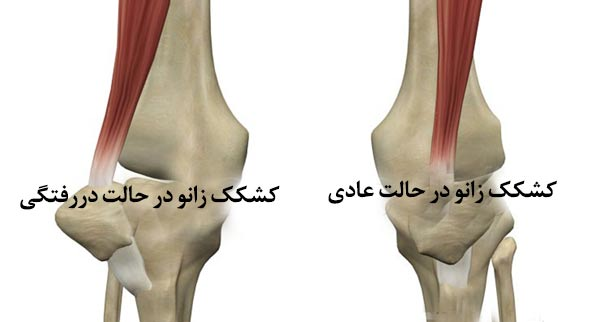 کشکک زانو در حالت عادی
کشکک زانو در حالت دررفتگی